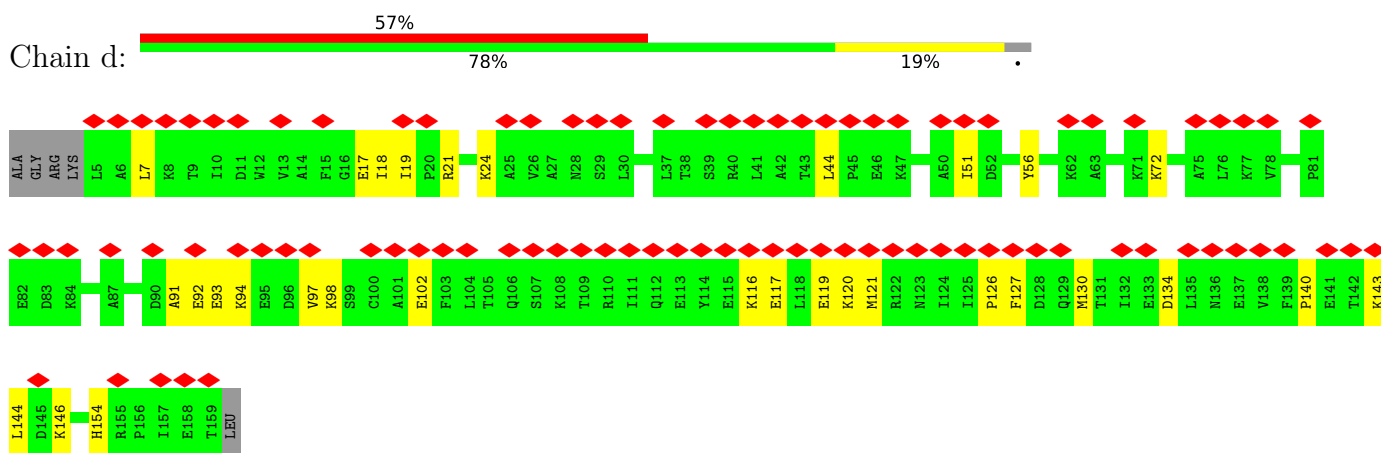 57%
Chain d:
78% 19% •
ALA GLY ARG LYS L5 A6 L7 K8 T9 I10 D11 W12 V13 A14 F15 G16 E17 I18 I19 P20 R21 K24 A25 V26 A27 N28 S29 L30 L37 T38 S39 R40 L41 A42 T43 L44 P45 E46 K47 A50 I51 D52 Y56 K62 A63 K71 K72 A75 L76 K77 V78 P81
E82 D83 K84 A87 D90 A91 E92 E93 K94 E95 D96 V97 K98 S99 C100 A101 E102 F103 L104 T105 Q106 S107 K108 T109 R110 I111 Q112 E113 Y114 E115 K116 E117 L118 E119 K120 M121 R122 N123 I124 I125 P126 F127 D128 Q129 M130 T131 I132 E133 D134 L135 N136 E137 V138 F139 P140 E141 T142 K143
L144 D145 K146 H154 R155 P156 I157 E158 T159 LEU